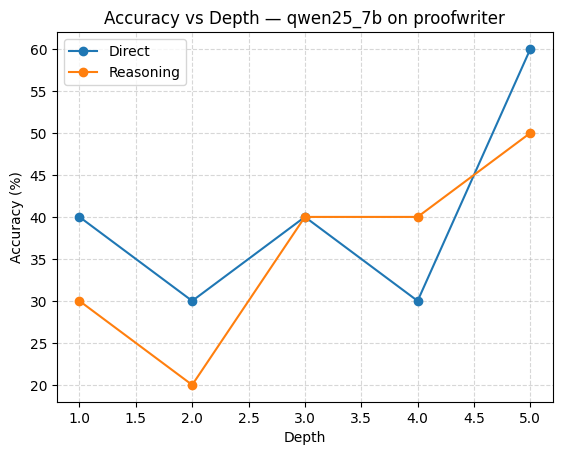 Accuracy vs Depth — qwen25_7b on proofwriter
Direct
Reasoning
Accuracy (%)
60
55
50
45
40
35
30
25
20
1.0 1.5 2.0 2.5 3.0 3.5 4.0 4.5 5.0
Depth